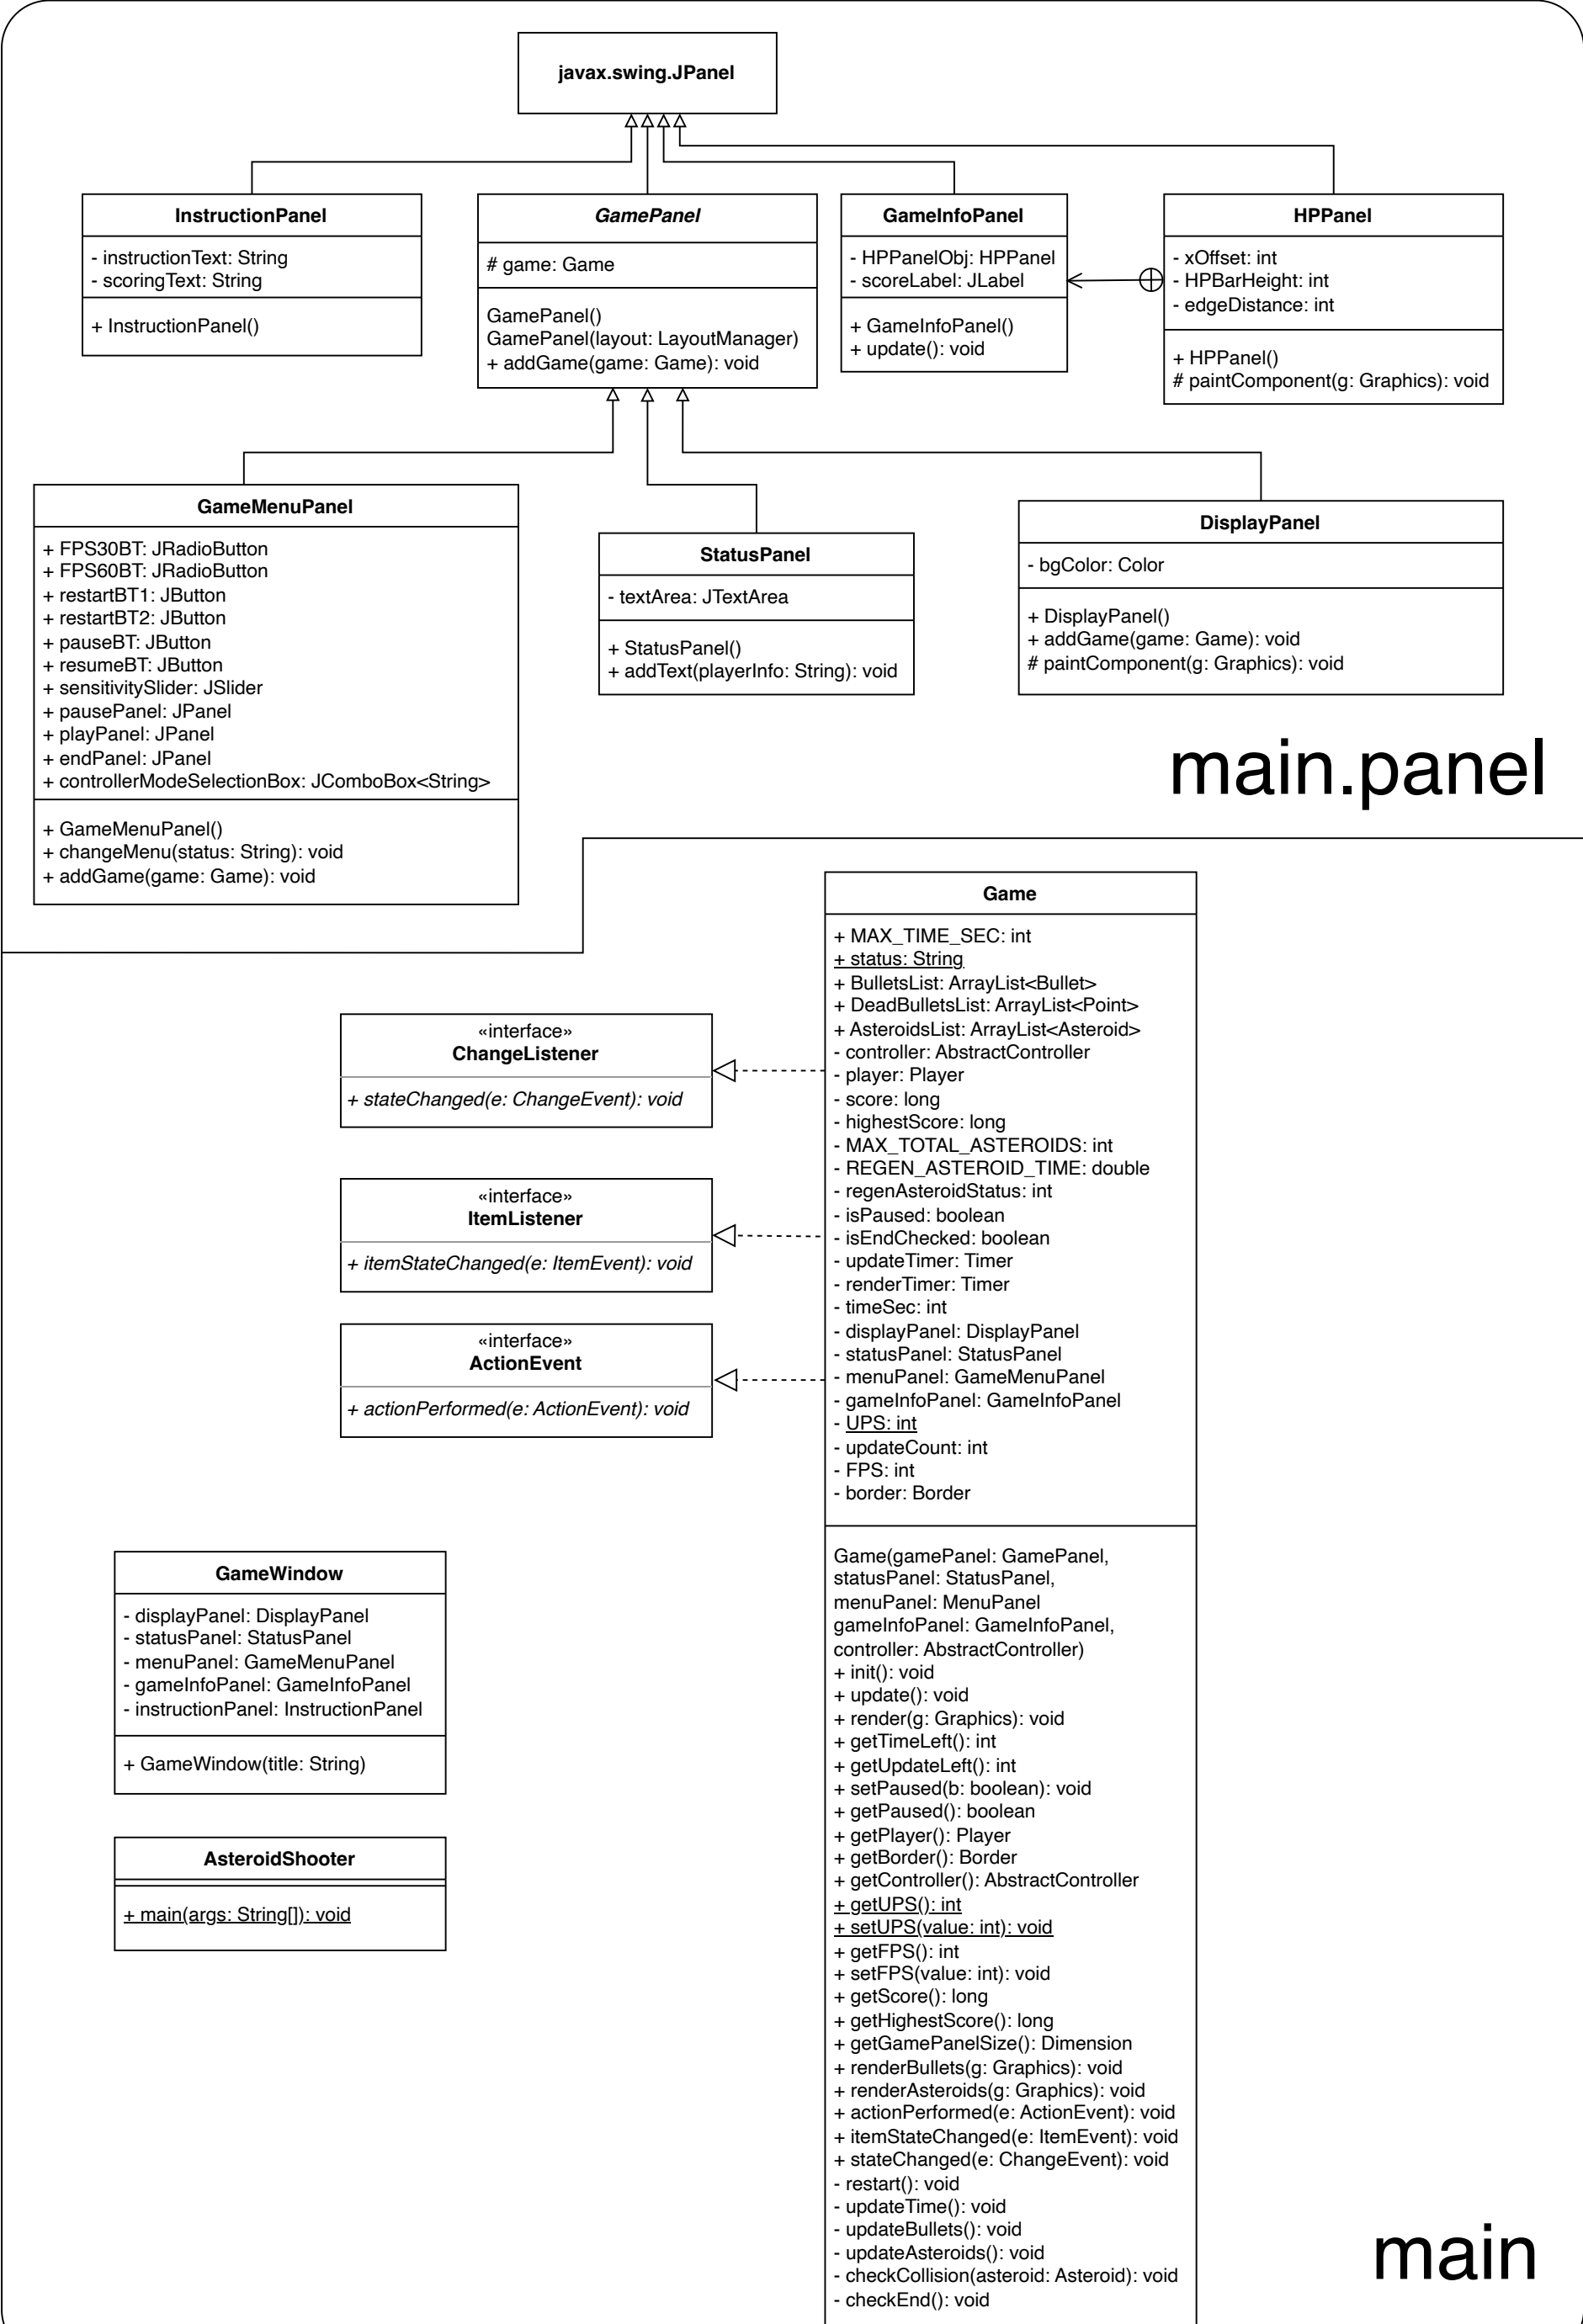 javax.swing.JPanel
InstructionPanel
- instructionText: String
- scoringText: String
+ InstructionPanel()
GamePanel
# game: Game
GamePanel()
GamePanel(layout: LayoutManager)
+ addGame(game: Game): void
GameInfoPanel
- HPPanelObj: HPPanel
- scoreLabel: JLabel
+ GameInfoPanel()
+ update(): void
HPPanel
- xOffset: int
- HPBarHeight: int
- edgeDistance: int
+ HPPanel()
# paintComponent(g: Graphics): void
GameMenuPanel
+ FPS30BT: JRadioButton
+ FPS60BT: JRadioButton
+ restartBT1: JButton
+ restartBT2: JButton
+ pauseBT: JButton
+ resumeBT: JButton
+ sensitivitySlider: JSlider
+ pausePanel: JPanel
+ playPanel: JPanel
+ endPanel: JPanel
+ controllerModeSelectionBox: JComboBox<String>
+ GameMenuPanel()
+ changeMenu(status: String): void
+ addGame(game: Game): void
StatusPanel
- textArea: JTextArea
+ StatusPanel()
+ addText(playerInfo: String): void
DisplayPanel
- bgColor: Color
+ DisplayPanel()
+ addGame(game: Game): void
# paintComponent(g: Graphics): void
main.panel
Game
+ MAX_TIME_SEC: int
+ status: String
+ BulletsList: ArrayList<Bullet>
+ DeadBulletsList: ArrayList<Point>
+ AsteroidsList: ArrayList<Asteroid>
- controller: AbstractController
- player: Player
- score: long
- highestScore: long
- MAX_TOTAL_ASTEROIDS: int
- REGEN_ASTEROID_TIME: double
- regenAsteroidStatus: int
- isPaused: boolean
- isEndChecked: boolean
- updateTimer: Timer
- renderTimer: Timer
- timeSec: int
- displayPanel: DisplayPanel
- statusPanel: StatusPanel
- menuPanel: GameMenuPanel
- gameInfoPanel: GameInfoPanel
- UPS: int
- updateCount: int
- FPS: int
- border: Border
Game(gamePanel: GamePanel,
statusPanel: StatusPanel,
menuPanel: MenuPanel
gameInfoPanel: GameInfoPanel,
controller: AbstractController)
+ init(): void
+ update(): void
+ render(g: Graphics): void
+ getTimeLeft(): int
+ getUpdateLeft(): int
+ setPaused(b: boolean): void
+ getPaused(): boolean
+ getPlayer(): Player
+ getBorder(): Border
+ getController(): AbstractController
+ getUPS(): int
+ setUPS(value: int): void
+ getFPS(): int
+ setFPS(value: int): void
+ getScore(): long
+ getHighestScore(): long
+ getGamePanelSize(): Dimension
+ renderBullets(g: Graphics): void
+ renderAsteroids(g: Graphics): void
+ actionPerformed(e: ActionEvent): void
+ itemStateChanged(e: ItemEvent): void
+ stateChanged(e: ChangeEvent): void
- restart(): void
- updateTime(): void
- updateBullets(): void
- updateAsteroids(): void
- checkCollision(asteroid: Asteroid): void
- checkEnd(): void
«interface»
ChangeListener
+ stateChanged(e: ChangeEvent): void
«interface»
ItemListener
+ itemStateChanged(e: ItemEvent): void
«interface»
ActionEvent
+ actionPerformed(e: ActionEvent): void
GameWindow
- displayPanel: DisplayPanel
- statusPanel: StatusPanel
- menuPanel: GameMenuPanel
- gameInfoPanel: GameInfoPanel
- instructionPanel: InstructionPanel
+ GameWindow(title: String)
AsteroidShooter
+ main(args: String[]): void
main